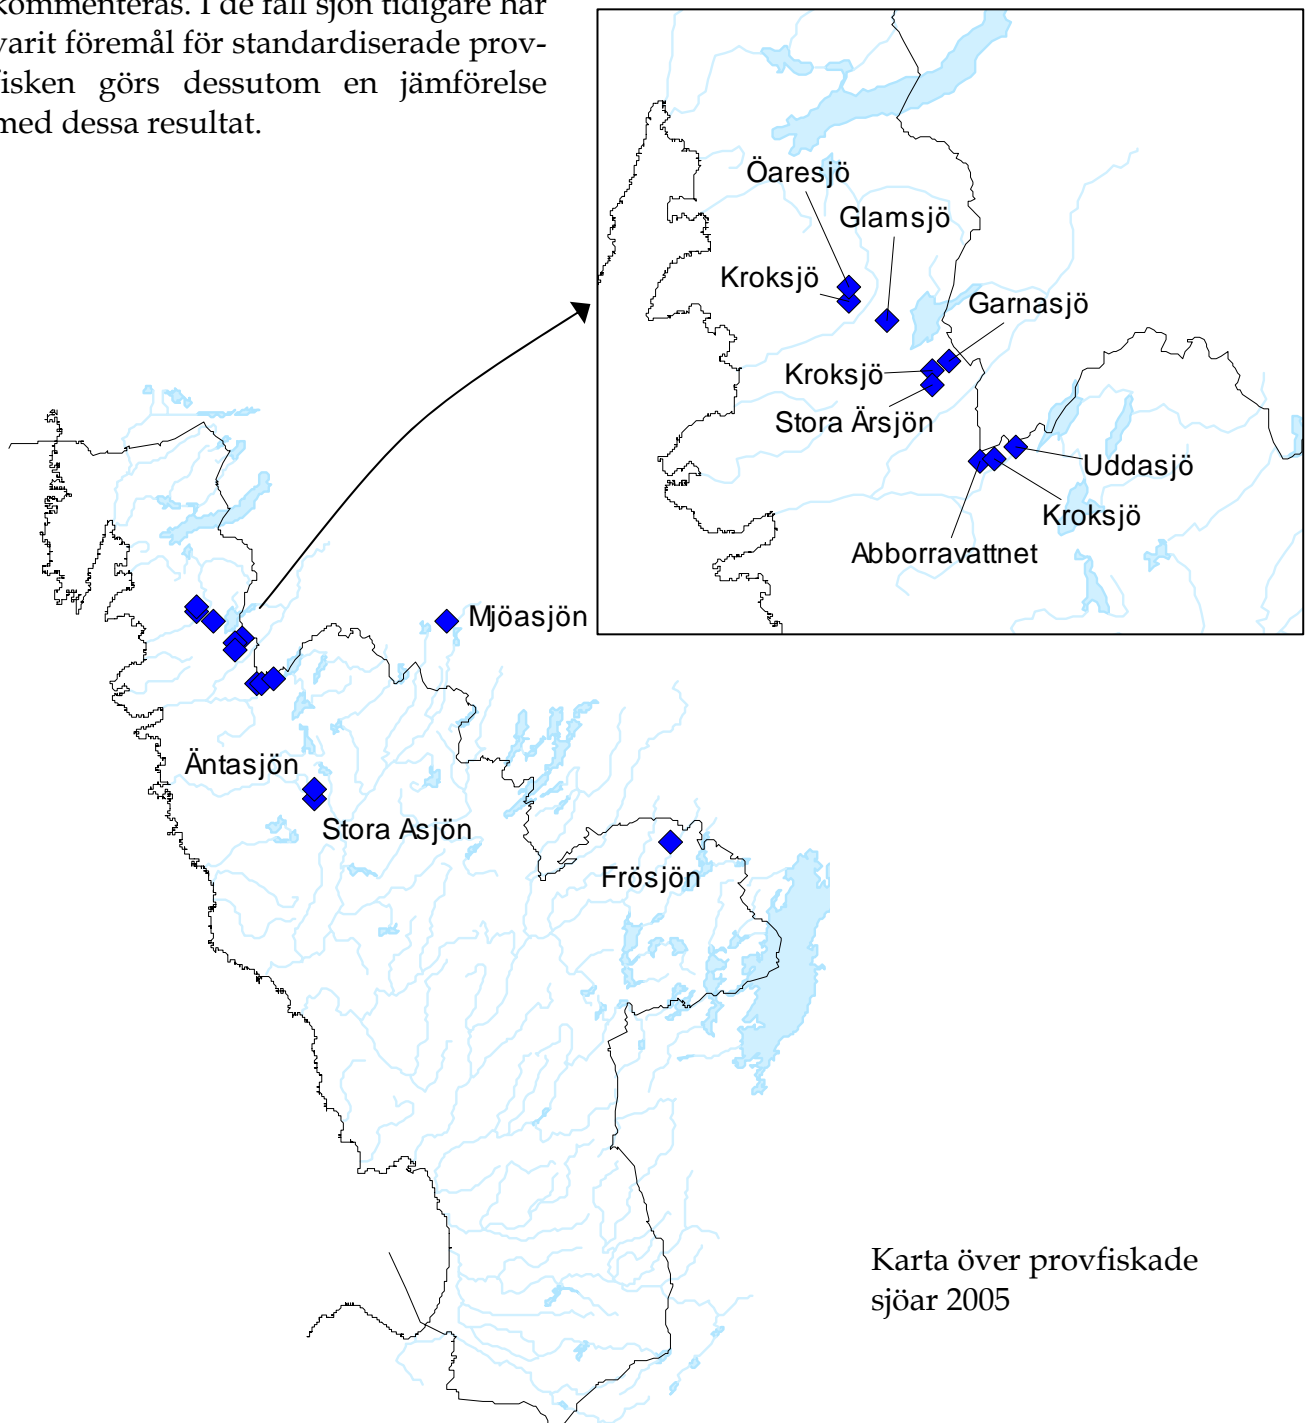 kommenteras. I de fall sjön tidigare har
varit föremål för standardiserade prov-
fisken görs dessutom en jämförelse
med dessa resultat.
Öaresjö
Glamsjö
Kroksjö
Garnasjö
Kroksjö
Stora Ärsjön
Uddasjö
Kroksjö
Abborravattnet
Mjöasjön
Äntasjön
Stora Asjön
Frösjön
Karta över provfiskade
sjöar 2005